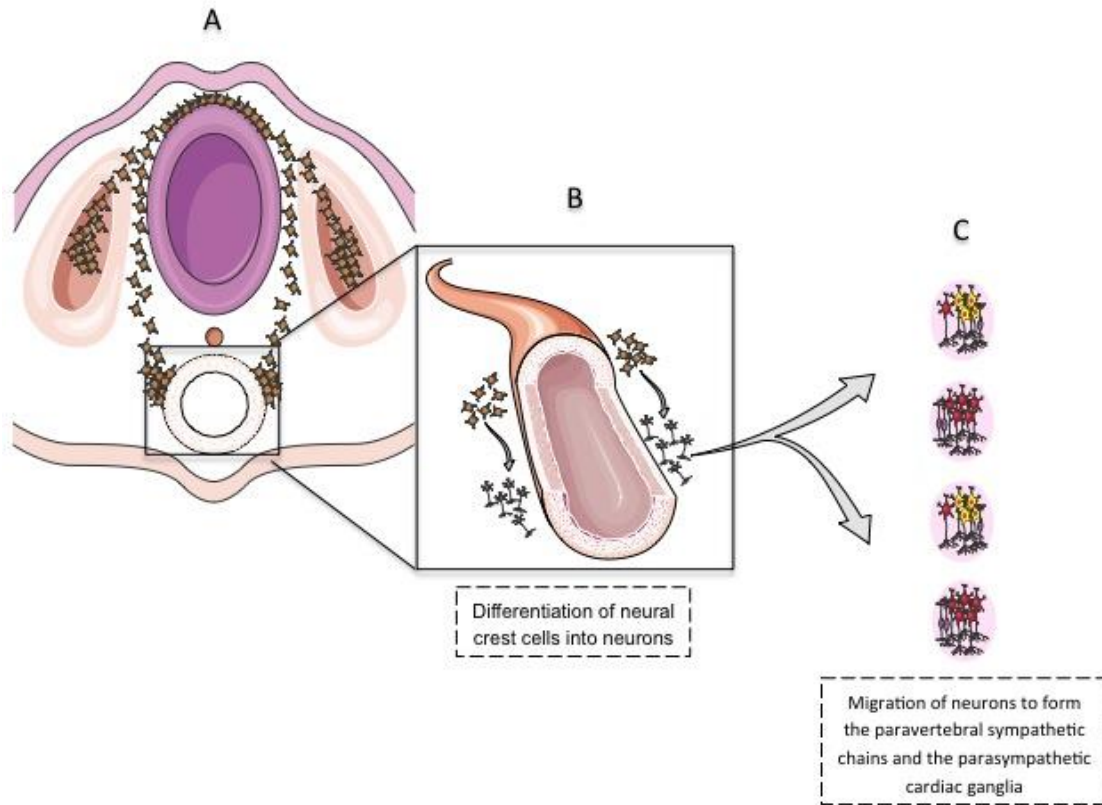 A
B
C
Differentiation of neural
crest cells into neurons
Migration of neurons to form
the paravertebral sympathetic
chains and the parasympathetic
cardiac ganglia